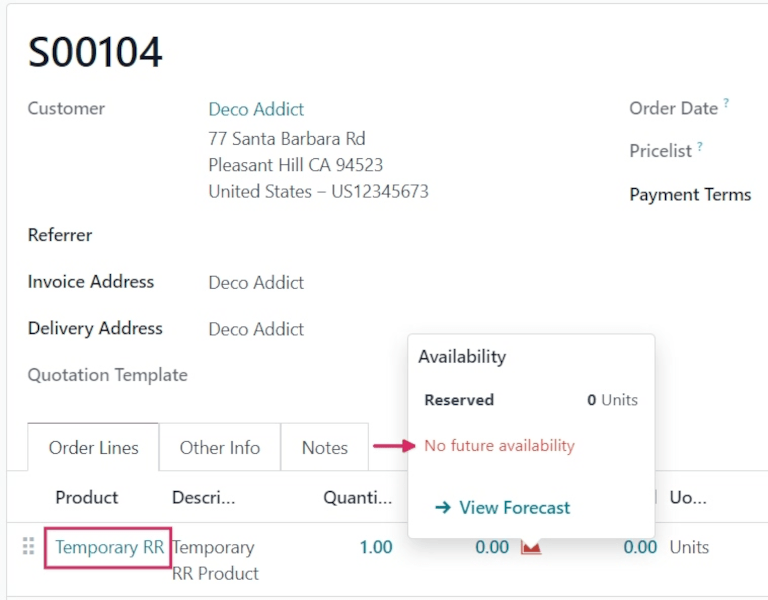 S00104
Customer
Deco Addict
77 Santa Barbara Rd
Pleasant Hill CA 94523
United States – US12345673
Order Date ?
Pricelist ?
Payment Terms
Referrer
Invoice Address
Deco Addict
Delivery Address
Deco Addict
Quotation Template
Availability
Reserved 0 Units
No future availability
View Forecast
Order Lines Other Info Notes
Product Descri... Quanti... Uo...
Temporary RR Temporary 1.00 0.00 0.00 Units
RR Product